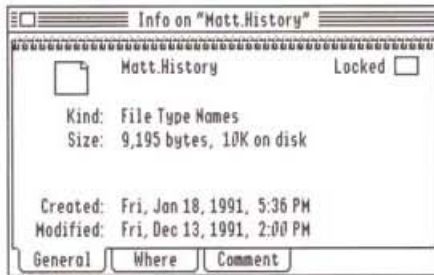 Info on "Matt.History"
Matt.History Locked
Kind: File Type Names
Size: 9,195 bytes, 10K on disk
Created: Fri, Jan 18, 1991, 5:36 PM
Modified: Fri, Dec 13, 1991, 2:00 PM
General Where Comment